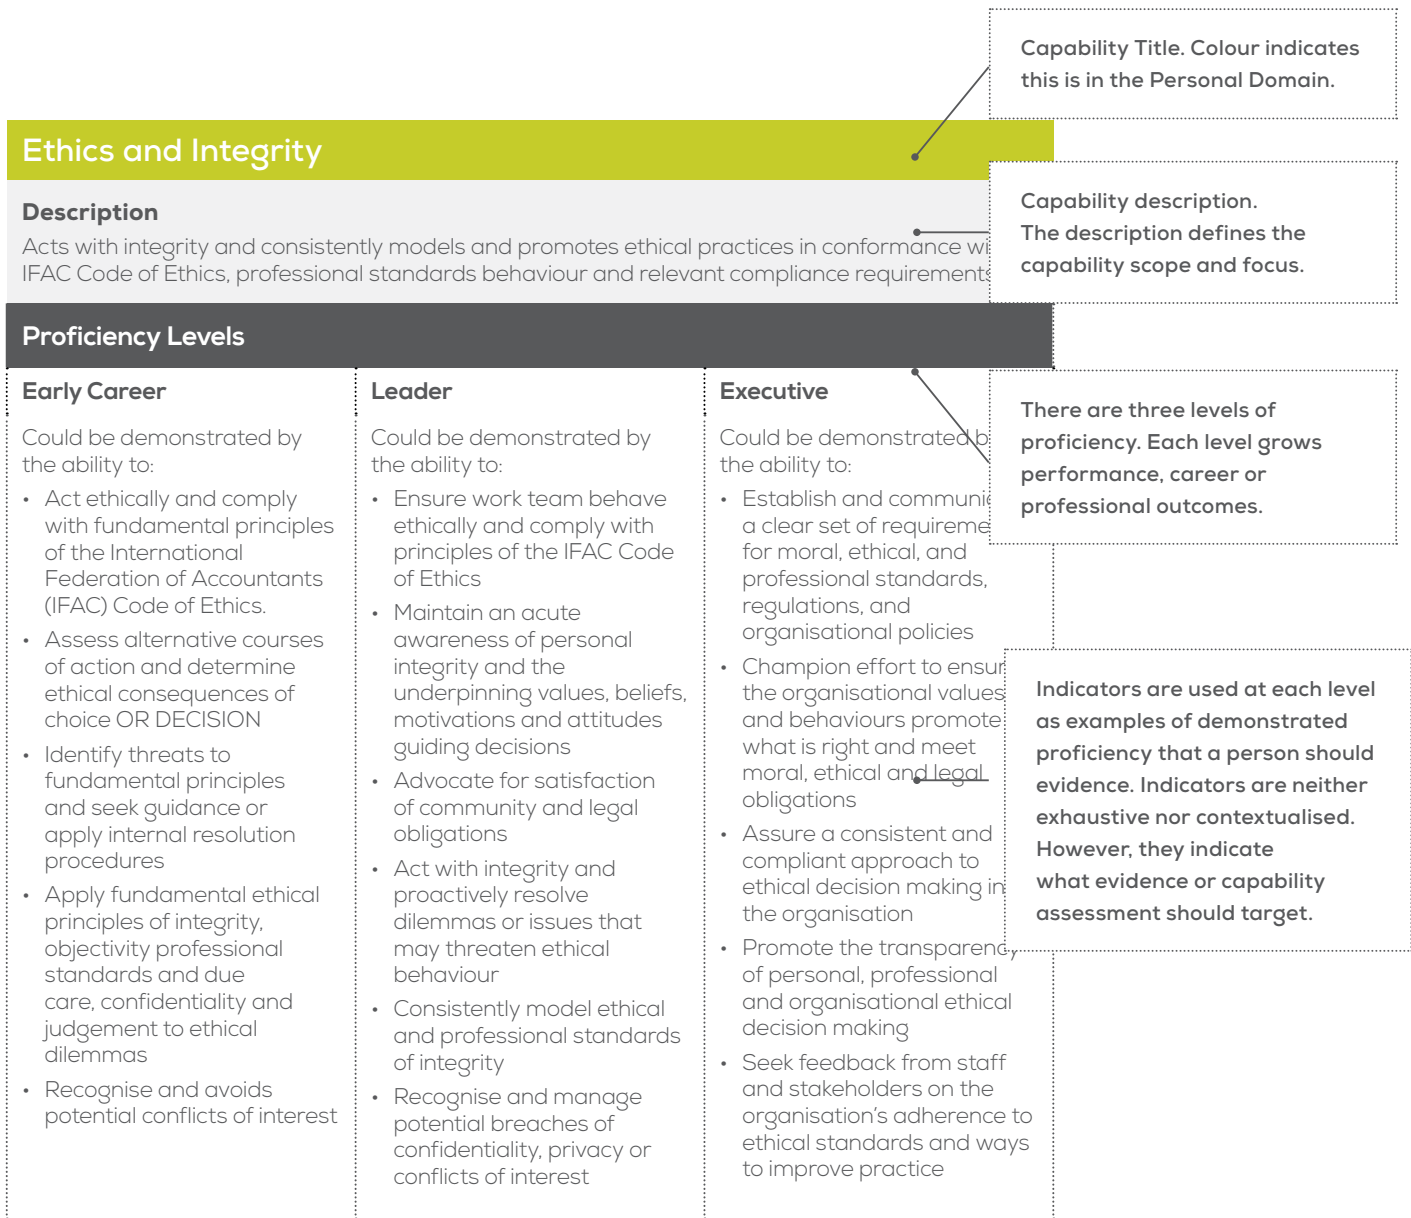 Capability Title. Colour indicates
this is in the Personal Domain.
Ethics and Integrity
Description
Acts with integrity and consistently models and promotes ethical practices in conformance
IFAC Code of Ethics, professional standards behaviour and relevant compliance requirements
Capability description.
The description defines the
capability scope and focus.
Proficiency Levels
There are three levels of
proficiency. Each level grows
performance, career or
professional outcomes.
Early Career
Could be demonstrated by
the ability to:
• Act ethically and comply
with fundamental principles
of the International
Federation of Accountants
(IFAC) Code of Ethics.
• Assess alternative courses
of action and determine
ethical consequences of
choice OR DECISION
• Identify threats to
fundamental principles
and seek guidance or
apply internal resolution
procedures
• Apply fundamental ethical
principles of integrity,
objectivity professional
standards and due
care, confidentiality and
judgement to ethical
dilemmas
• Recognise and avoids
potential conflicts of interest
Leader
Could be demonstrated by
the ability to:
• Ensure work team behave
ethically and comply with
principles of the IFAC Code
of Ethics
• Maintain an acute
awareness of personal
integrity and the
underpinning values, beliefs,
motivations and attitudes
guiding decisions
• Advocate for satisfaction
of community and legal
obligations
• Act with integrity and
proactively resolve
dilemmas or issues that
may threaten ethical
behaviour
• Consistently model ethical
and professional standards
of integrity
• Recognise and manage
potential breaches of
confidentiality, privacy or
conflicts of interest
Executive
Could be demonstrated
the ability to:
• Establish and
a clear set of
for moral, ethical, and
professional standards,
regulations, and
organisational policies
• Champion effort to
the organisational values
and behaviours promote
what is right and meet
moral, ethical and legal
obligations
• Assure a consistent and
compliant approach to
ethical decision making in
the organisation
• Promote the transparency
of personal, professional
and organisational ethical
decision making
• Seek feedback from staff
and stakeholders on the
organisation's adherence to
ethical standards and ways
to improve practice
Indicators are used at each level
as examples of demonstrated
proficiency that a person should
evidence. Indicators are neither
exhaustive nor contextualised.
However, they indicate
what evidence or capability
assessment should target.